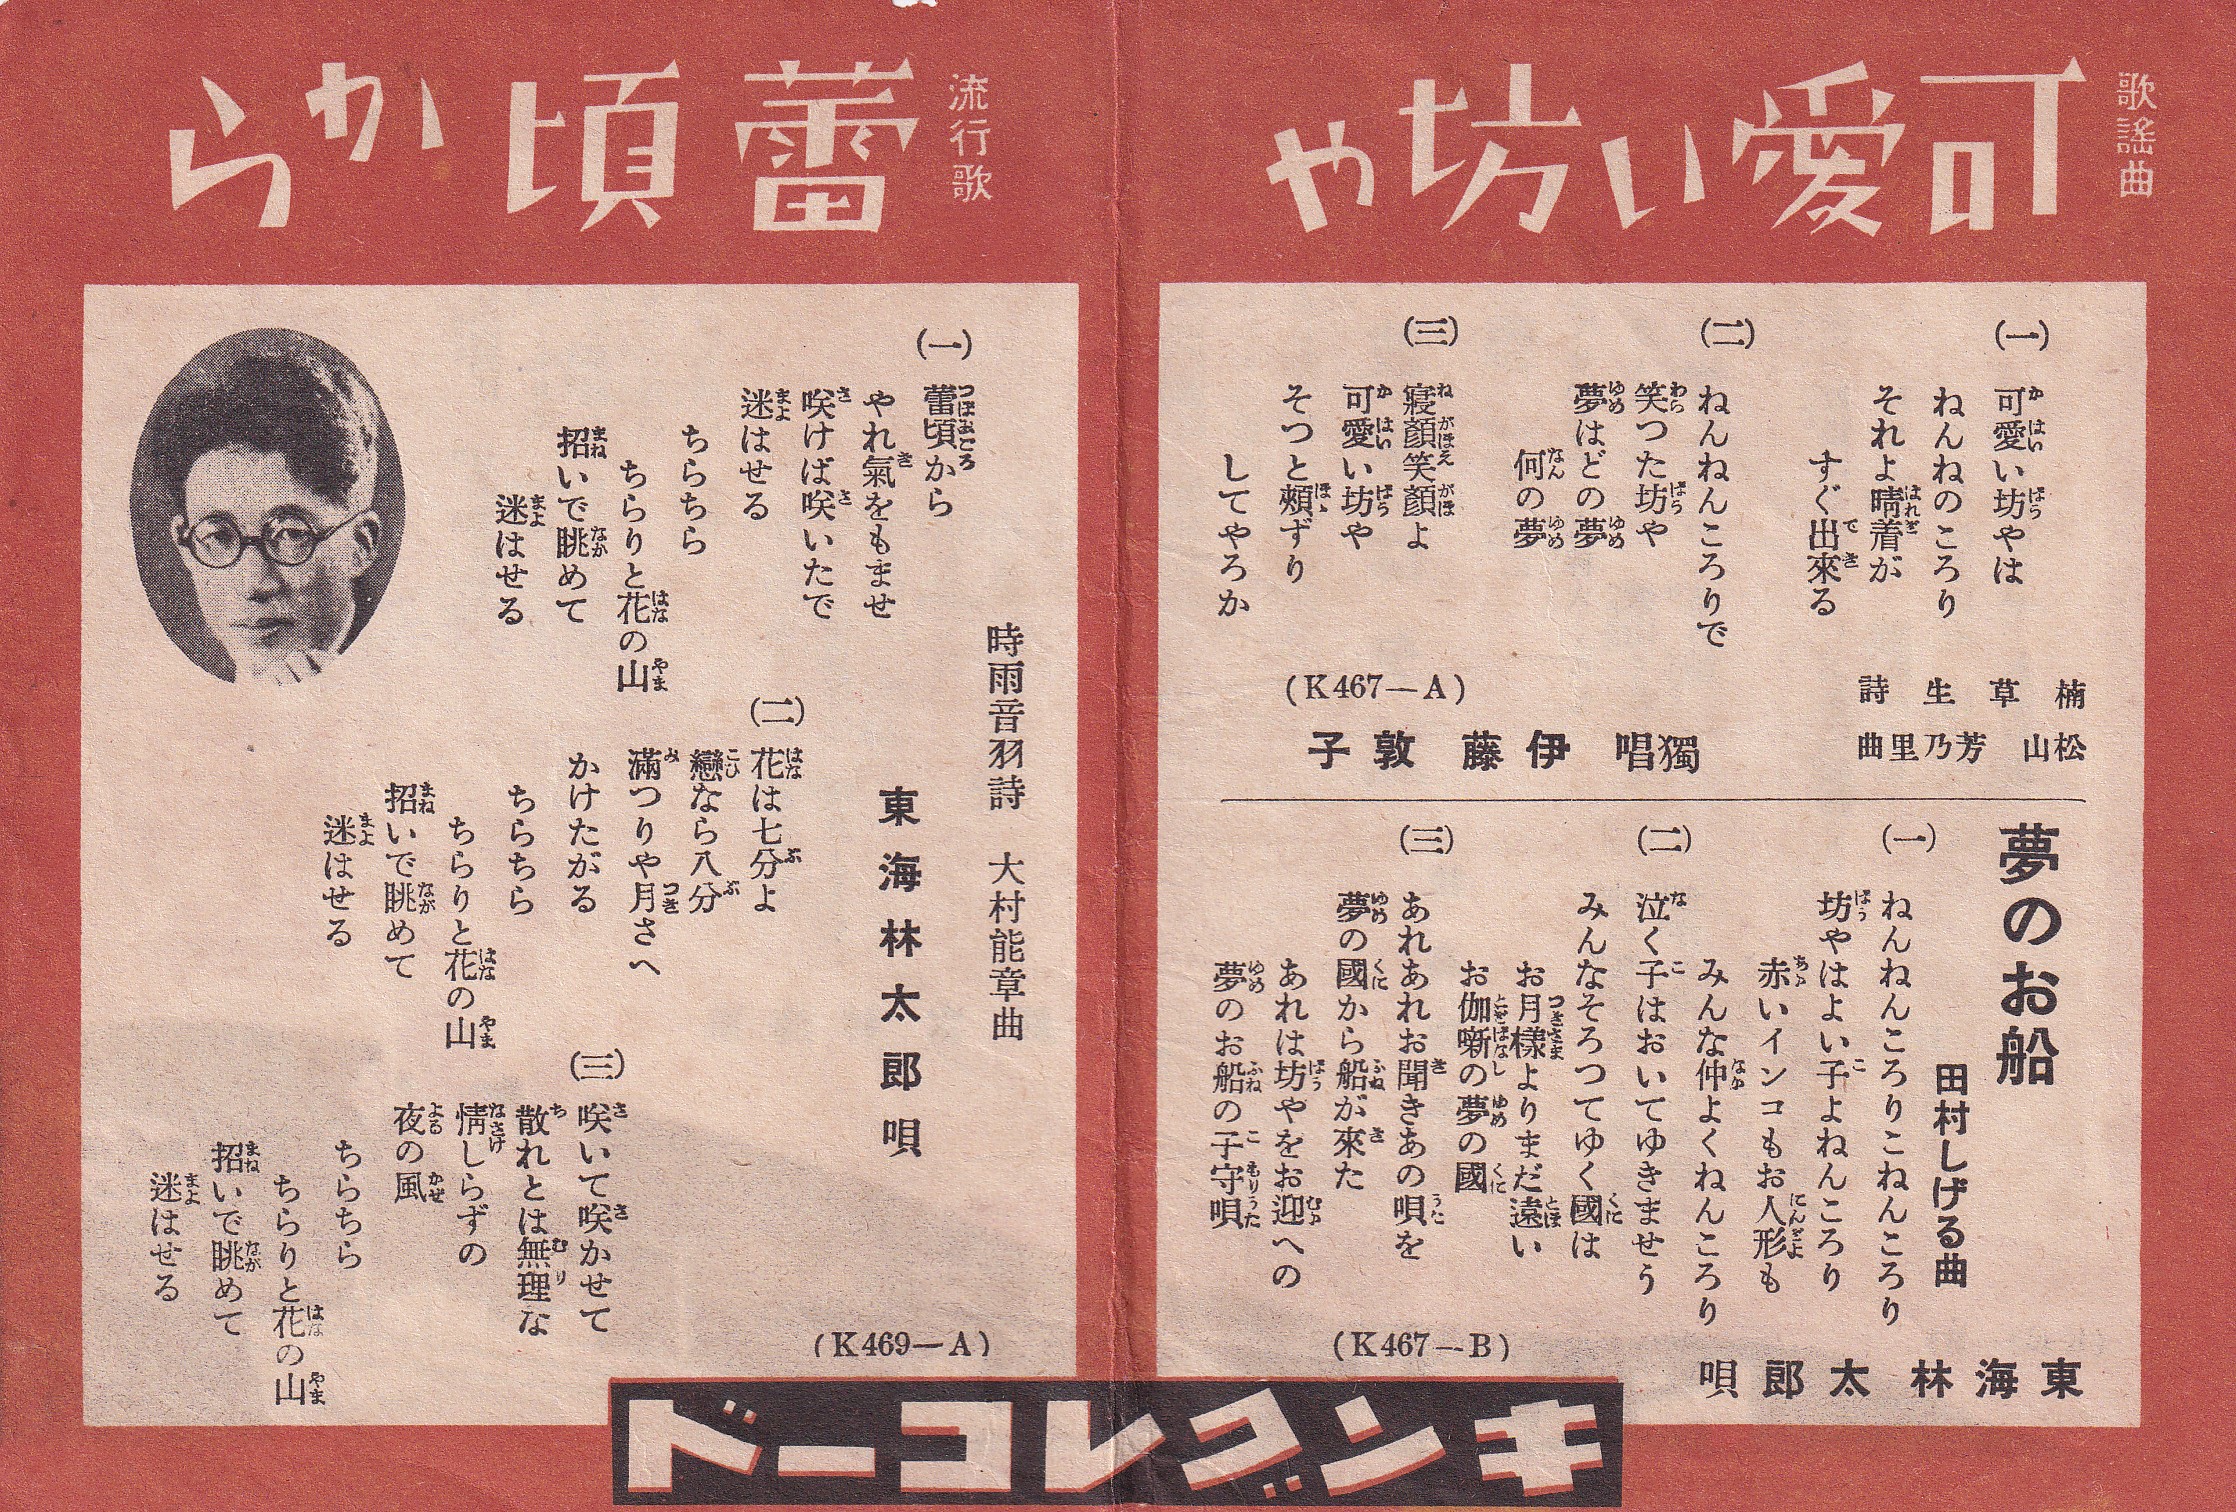 歌謠曲
可愛い坊や
(一)
可愛い坊やは
ねんねのころり
それよ晴着が
すぐ出來る
(二)
ねんねんころりで
笑つた坊や
夢はどの夢
何の夢
(三)
寢顏笑顏よ
可愛い坊や
そつと頰ずり
してやろか
楠草生詩
松山芳乃里曲
獨唱 伊藤敦子
(K467―A)
夢のお船
田村しげる曲
(一)
ねんねんころりこねんころり
坊やはよい子よねんころり
赤いインコもお人形も
みんな仲よくねんころり
(二)
泣く子はおいてゆきませう
みんなそろつてゆく國は
お月樣よりまだ遠い
お伽噺の夢の國
(三)
あれあれお聞きあの唄を
夢の國から船が來た
あれは坊やをお迎への
夢のお船の子守唄
東海林太郎唄
(K467―B)
流行歌
蕾頃から
時雨音羽詩 大村能章曲
東海林太郎唄
(一)
蕾頃から
やれ氣をもませ
咲けば咲いたで
迷はせる
ちらちら
ちらりと花の山
招いで眺めて
迷はせる
(二)
花は七分よ
戀なら八分
滿つりや月さへ
かけたがる
ちらちら
ちらりと花の山
招いで眺めて
迷はせる
(三)
咲いて咲かせて
散れとは無理な
情しらずの
夜の風
ちらちら
ちらりと花の山
招いで眺めて
迷はせる
(K469―A)
キングレコード